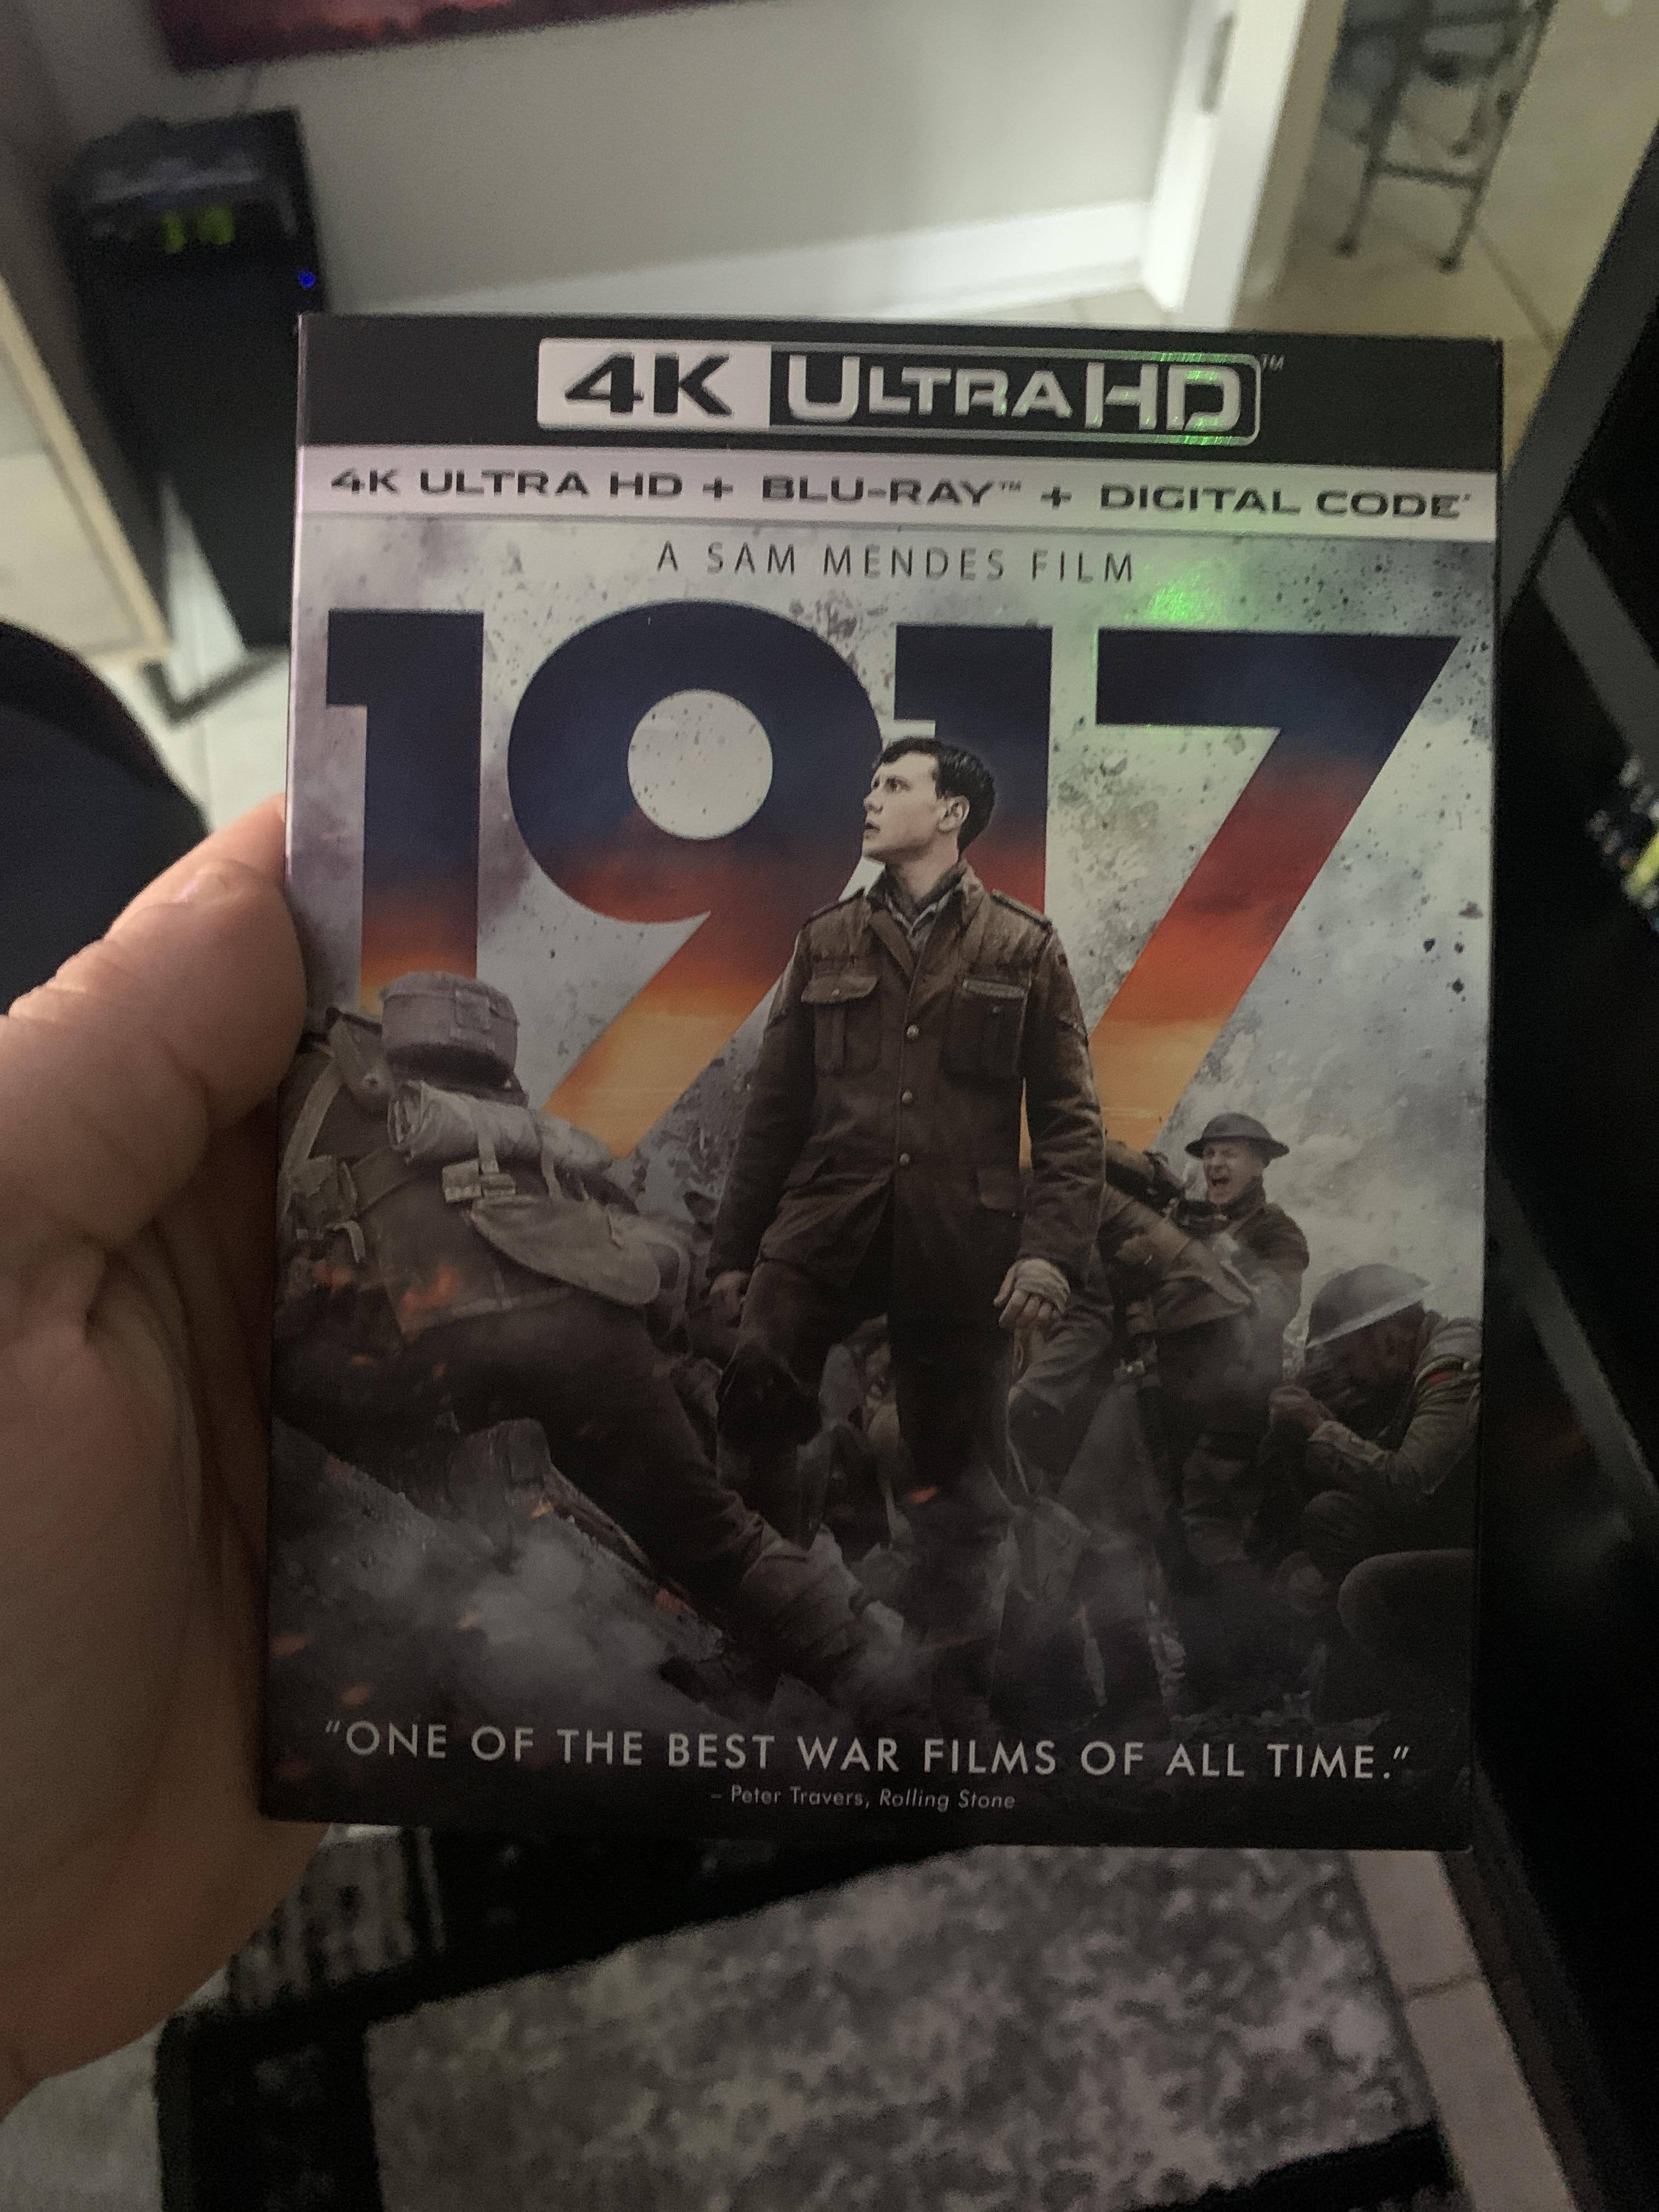 4K ULTRA HD™
4K ULTRA HD + BLU-RAY™ + DIGITAL CODE*
A SAM MENDES FILM
1917
“ONE OF THE BEST WAR FILMS OF ALL TIME.”
– Peter Travers, Rolling Stone